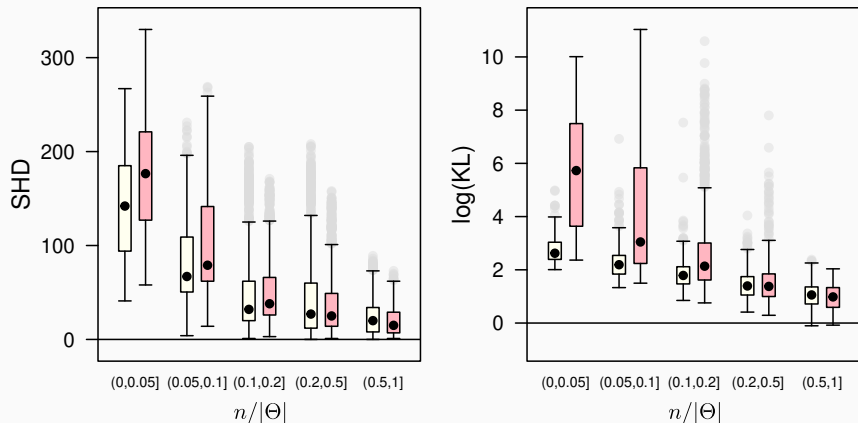 SHD
300
200
100
0
(0,0.05] (0.05,0.1] (0.1,0.2] (0.2,0.5] (0.5,1]
n/|Θ|
log(KL)
10
8
6
4
2
0
(0,0.05] (0.05,0.1] (0.1,0.2] (0.2,0.5] (0.5,1]
n/|Θ|